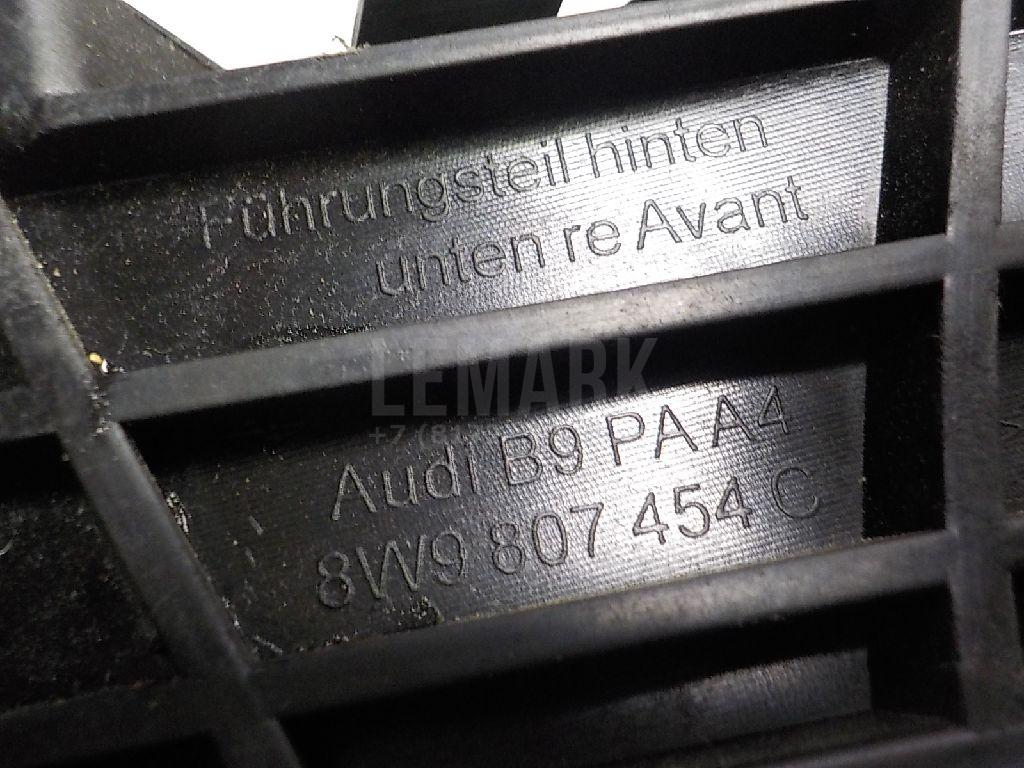 Führungsteil hinten
unten re Avant
LEMARK
Audi B9 PA A4
8W9 807 454 C